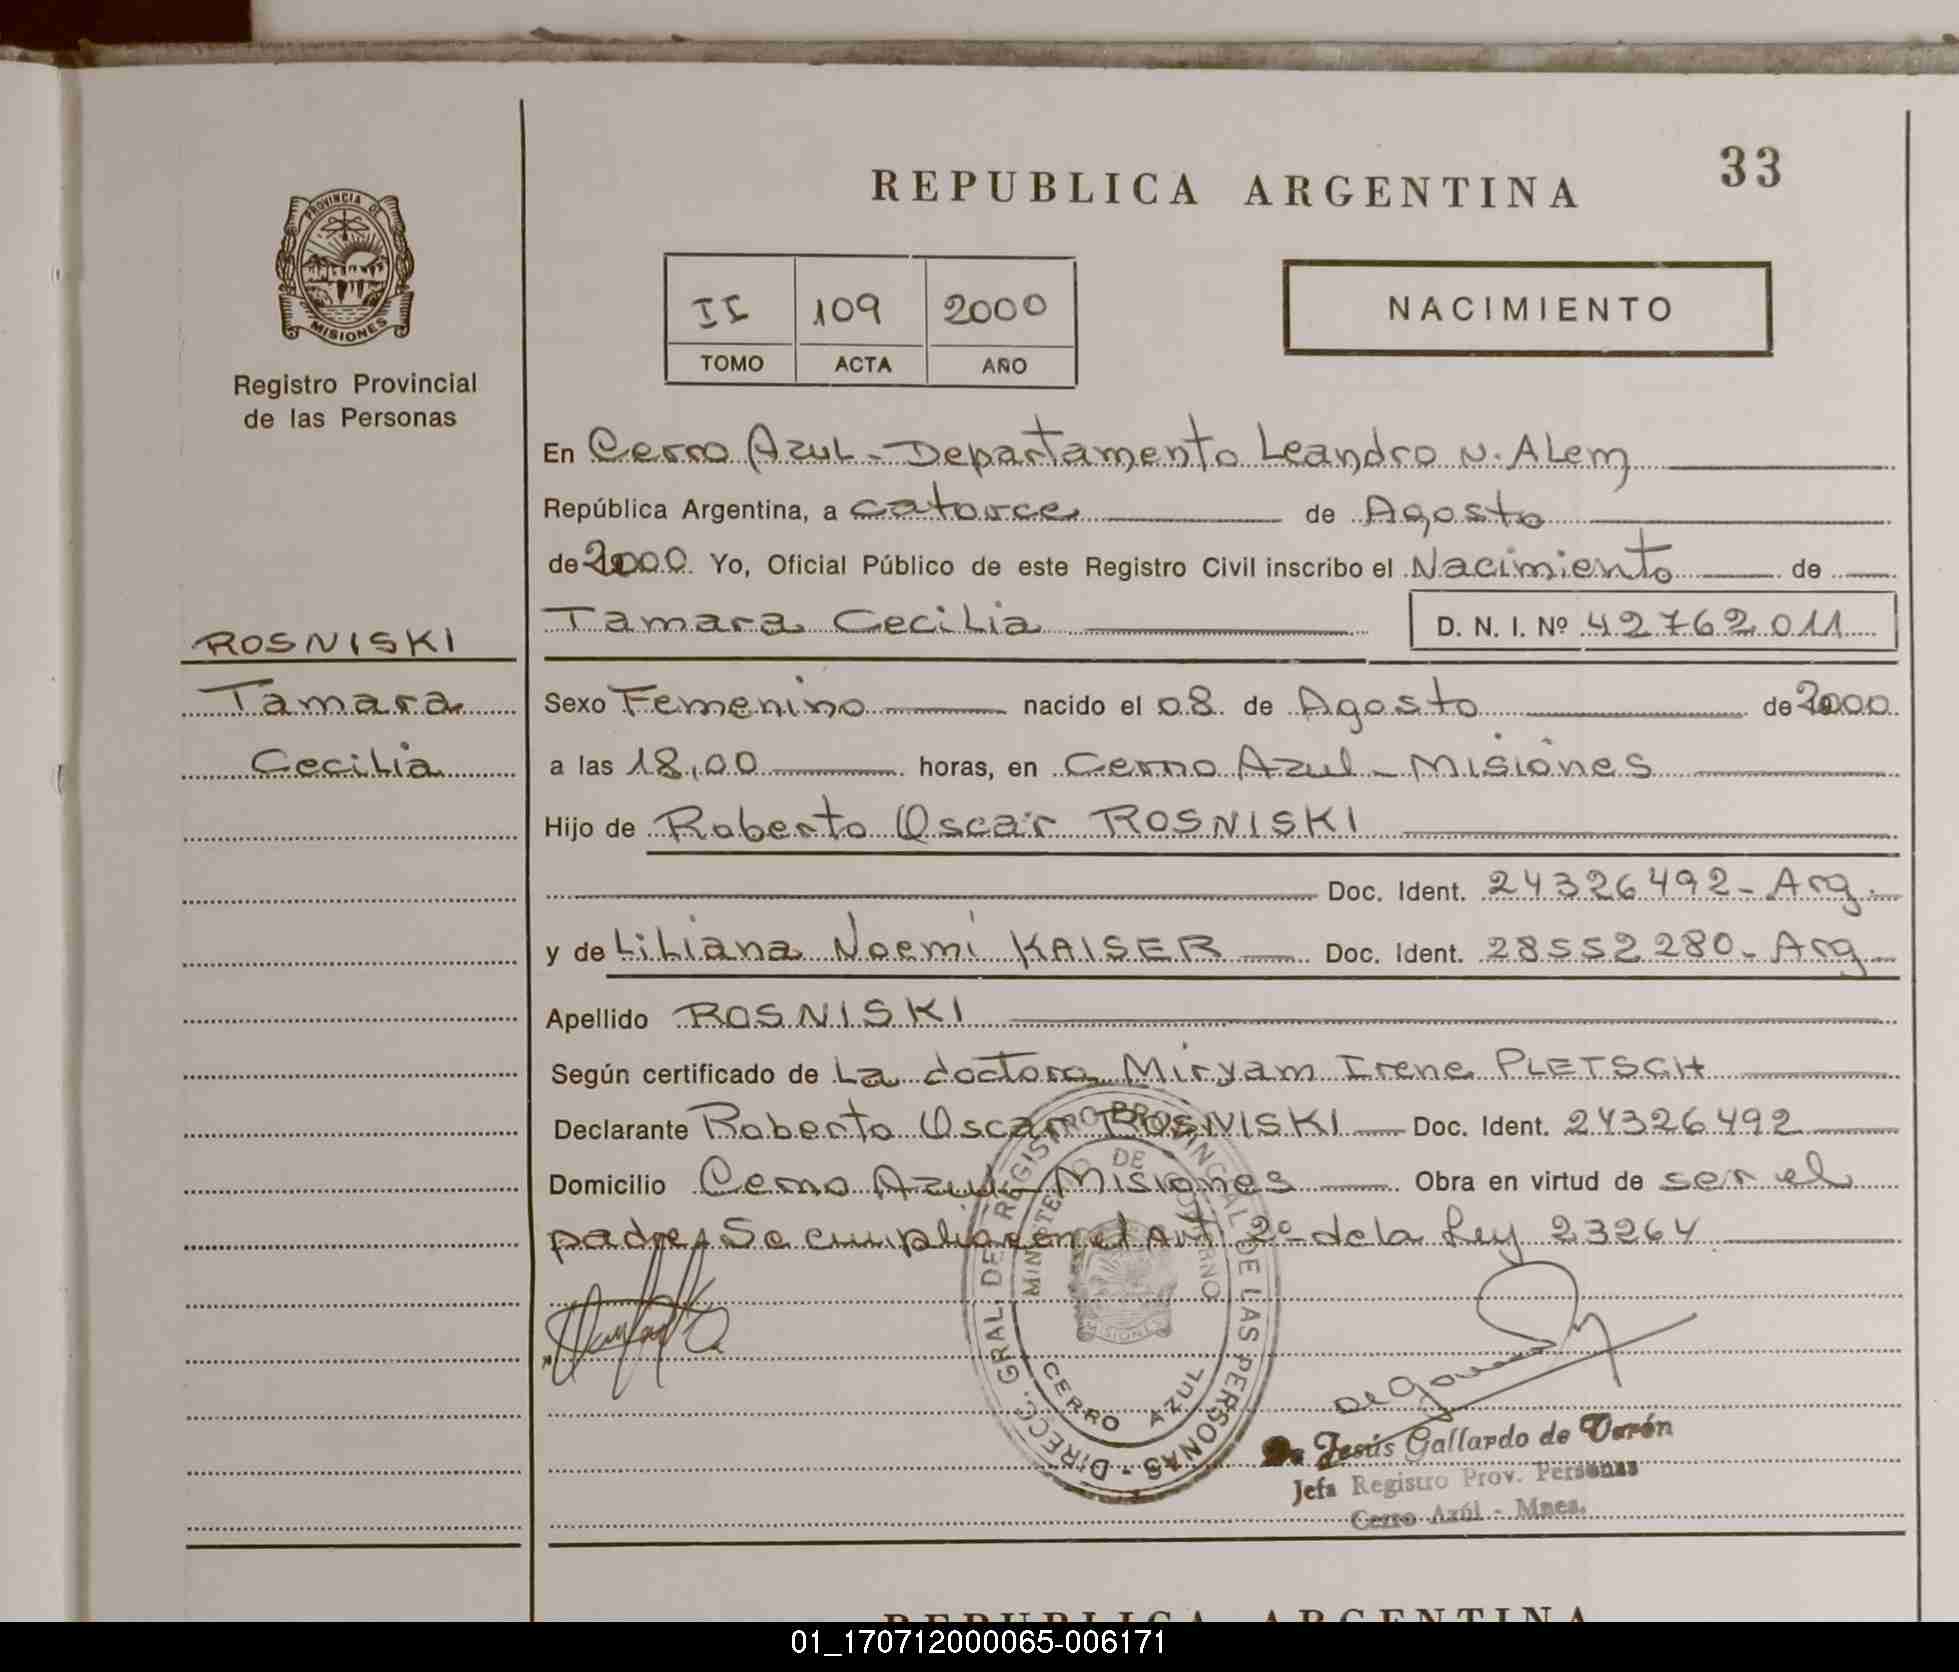 33
REPUBLICA ARGENTINA
PROVINCIA DE
MISIONES
Registro Provincial
de las Personas
II 109 2000
TOMO ACTA AÑO
NACIMIENTO
En Cerro Azul - Departamento Leandro N. Alem
República Argentina, a catorce de Agosto
de 2000 Yo, Oficial Público de este Registro Civil inscribo el Nacimiento de
Tamara Cecilia D. N. I. Nº 42762011
ROSNISKI
Tamara
Cecilia
Sexo Femenino nacido el 08 de Agosto de 2000
a las 18,00 horas, en Cerro Azul - Misiones
Hijo de Roberto Oscar ROSNISKI
Doc. Ident. 24326492 - Arg.
y de Liliana Noemí KAISER Doc. Ident. 28552280 - Arg
Apellido ROSNISKI
Según certificado de La doctora Miryam Irene PLETSCH
Declarante Roberto Oscar ROSNISKI Doc. Ident. 24326492
Domicilio Cerro Azul - Misiones Obra en virtud de ser el
padre, Se cumplió con el Art 2º de la Ley 23264
DIRECC. GRAL. DE REGISTRO PROVINCIAL DE LAS PERSONAS -
MINISTERIO DE GOBIERNO
MISIONES
CERRO AZUL
Jesús Gallardo de Verón
Jefa Registro Prov. Personas
Cerro Azúl - Mnes.
REPUBLICA ARGENTINA
01_170712000065-006171